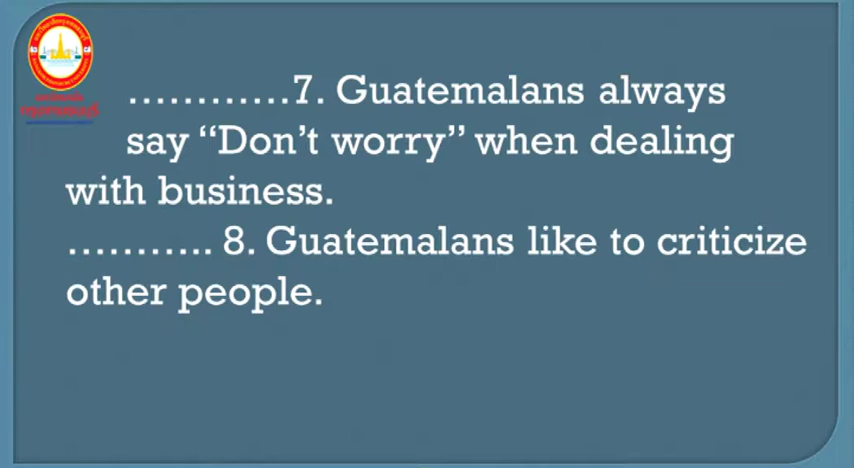 …………7. Guatemalans always
say “Don’t worry” when dealing
with business.
……….. 8. Guatemalans like to criticize
other people.